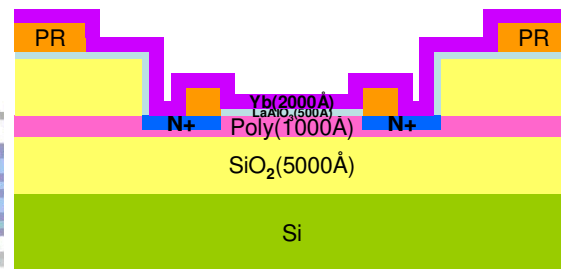 PR PR
Yb(2000Å)
LaAlO3(500Å)
N+ Poly(1000Å) N+
SiO2(5000Å)
Si